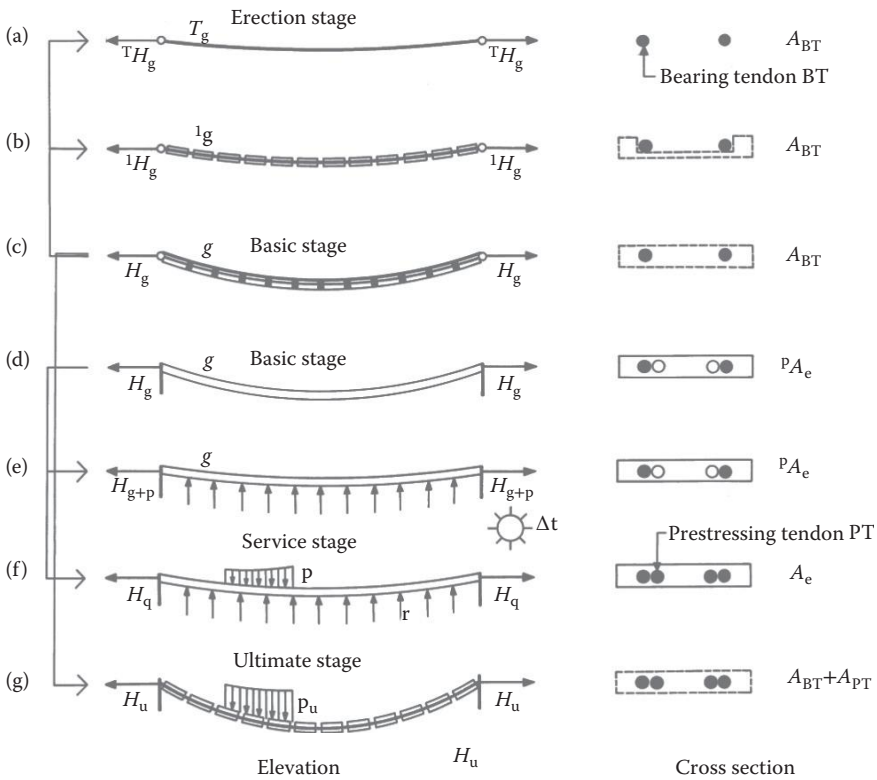 Erection stage
(a) T_g ^TH_g ^TH_g A_BT
Bearing tendon BT
(b) ^1g ^1H_g ^1H_g A_BT
(c) g Basic stage H_g H_g A_BT
(d) g Basic stage H_g H_g ^PA_e
(e) g H_g+p H_g+p ^PA_e
Δt
Service stage Prestressing tendon PT
(f) p H_q H_q r A_e
Ultimate stage
(g) p_u H_u H_u A_BT+A_PT
H_u
Elevation Cross section